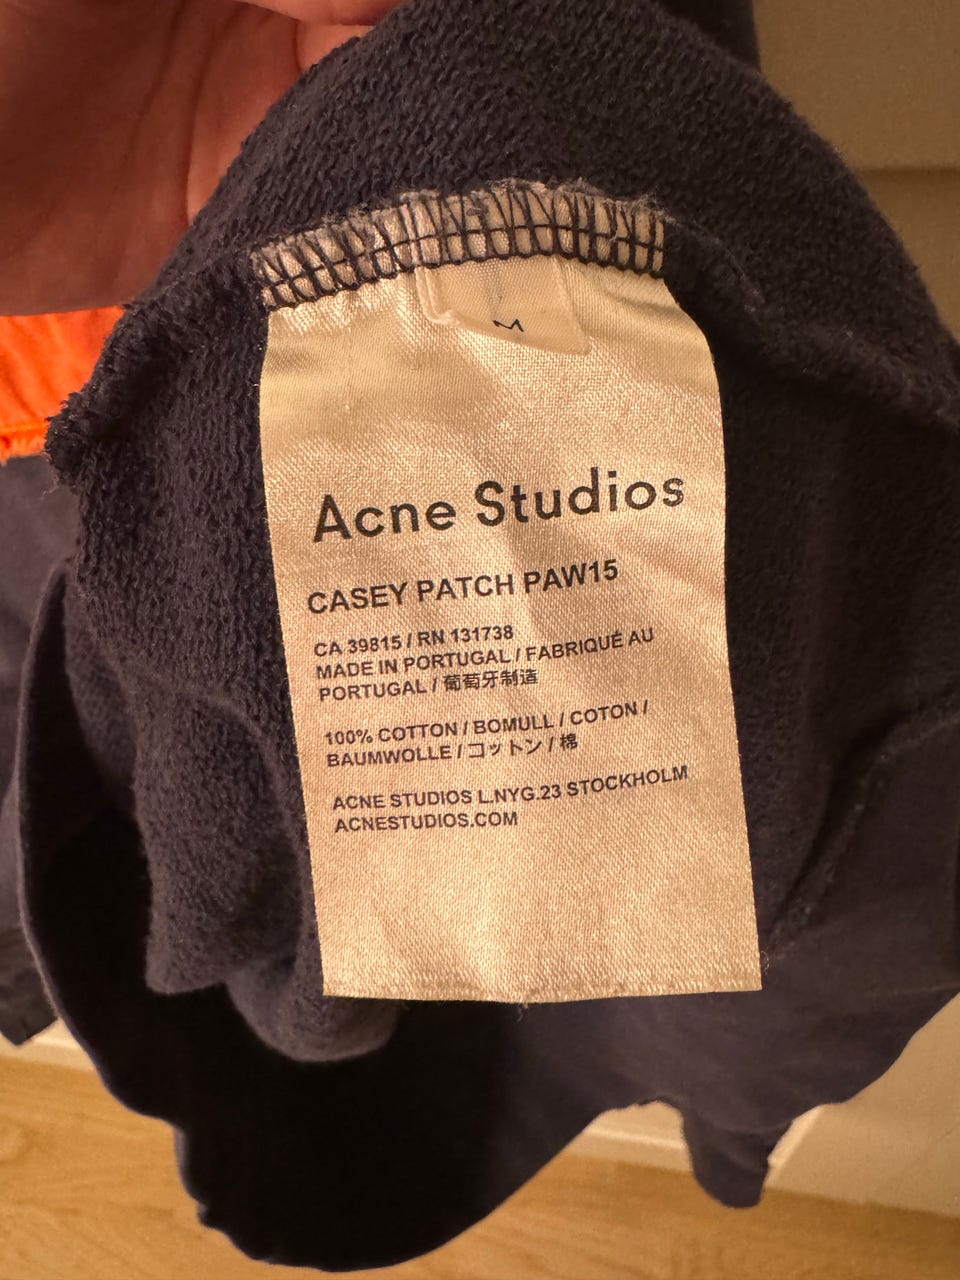 M
Acne Studios
CASEY PATCH PAW15
CA 39815 / RN 131738
MADE IN PORTUGAL / FABRIQUÉ AU
PORTUGAL / 葡萄牙制造
100% COTTON / BOMULL / COTON /
BAUMWOLLE / コットン / 棉
ACNE STUDIOS L.NYG.23 STOCKHOLM
ACNESTUDIOS.COM